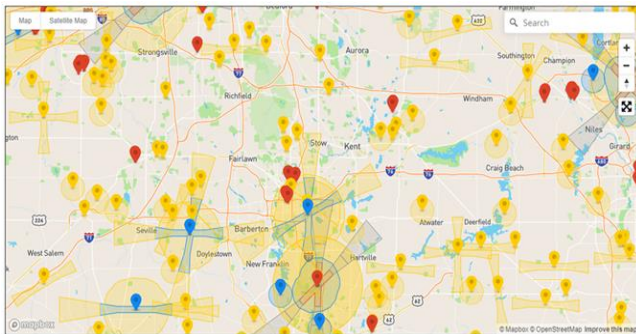 Map Satellite Map
Search
Strongsville
Aurora
Southington
Champion
Richfield
Windham
Niles
Girard
Stow
Kent
Fairlawn
Craig Beach
Barberton
Atwater
Deerfield
Seville
West Salem
Doylestown
New Franklin
Hartville
mapbox
© Mapbox © OpenStreetMap Improve this map